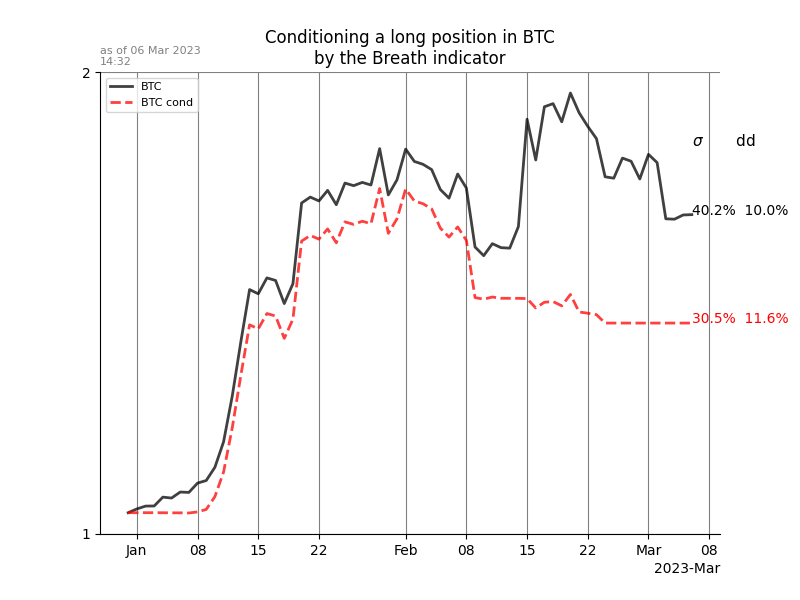 Conditioning a long position in BTC
by the Breath indicator
as of 06 Mar 2023
14:32
2
BTC
BTC cond
σ dd
40.2% 10.0%
30.5% 11.6%
1
Jan 08 15 22 Feb 08 15 22 Mar 08
2023-Mar